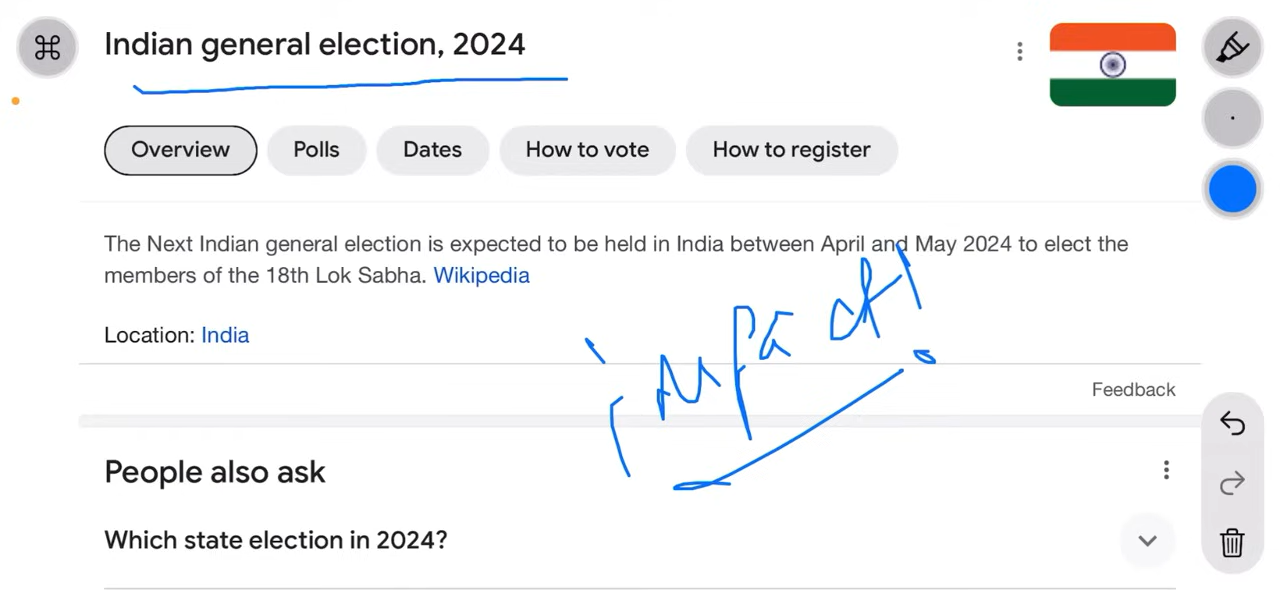 Indian general election, 2024
Overview Polls Dates How to vote How to register
The Next Indian general election is expected to be held in India between April and May 2024 to elect the
members of the 18th Lok Sabha. Wikipedia
impact
Location: India
Feedback
People also ask
Which state election in 2024?